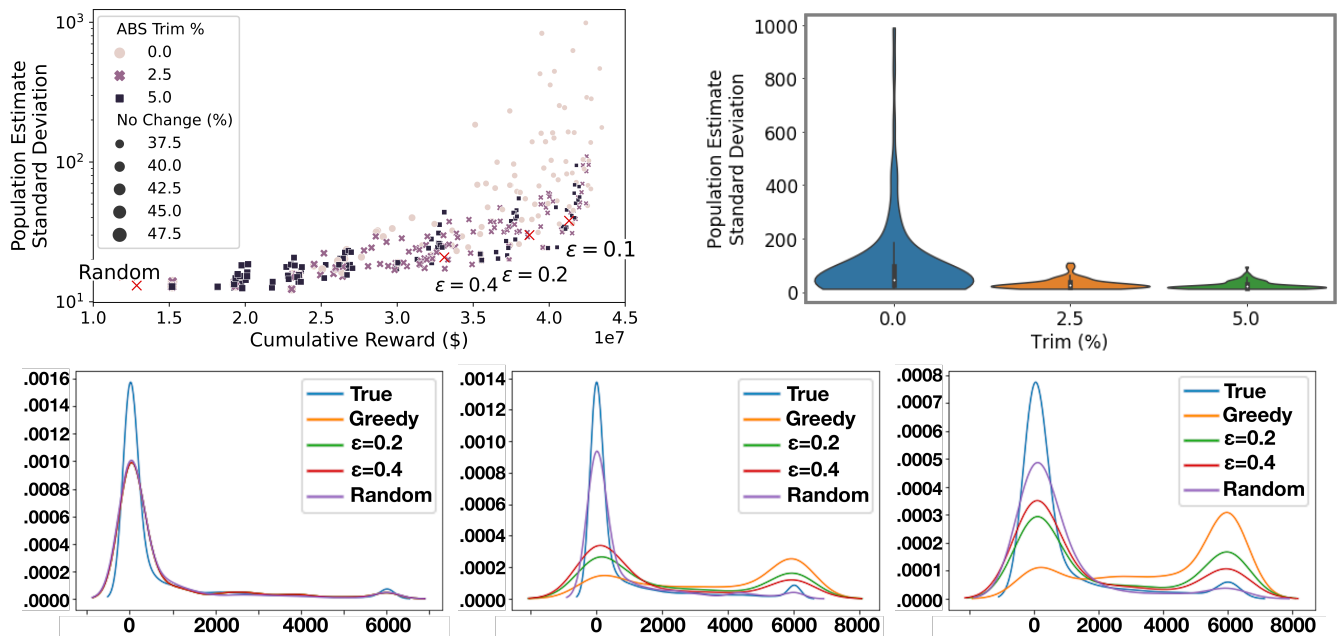 10³
10²
10¹
Population Estimate
Standard Deviation
ABS Trim %
0.0
2.5
5.0
No Change (%)
37.5
40.0
42.5
45.0
47.5
Random
ε = 0.4
ε = 0.2
ε = 0.1
1.0 1.5 2.0 2.5 3.0 3.5 4.0 4.5
1e7
Cumulative Reward ($)
Population Estimate
Standard Deviation
1000
800
600
400
200
0
0.0 2.5 5.0
Trim (%)
.0016
.0014
.0012
.0010
.0008
.0006
.0004
.0002
.0000
True
Greedy
ε=0.2
ε=0.4
Random
0 2000 4000 6000
.0014
.0012
.0010
.0008
.0006
.0004
.0002
.0000
True
Greedy
ε=0.2
ε=0.4
Random
0 2000 4000 6000 8000
.0008
.0007
.0006
.0005
.0004
.0003
.0002
.0001
.0000
True
Greedy
ε=0.2
ε=0.4
Random
0 2000 4000 6000 8000